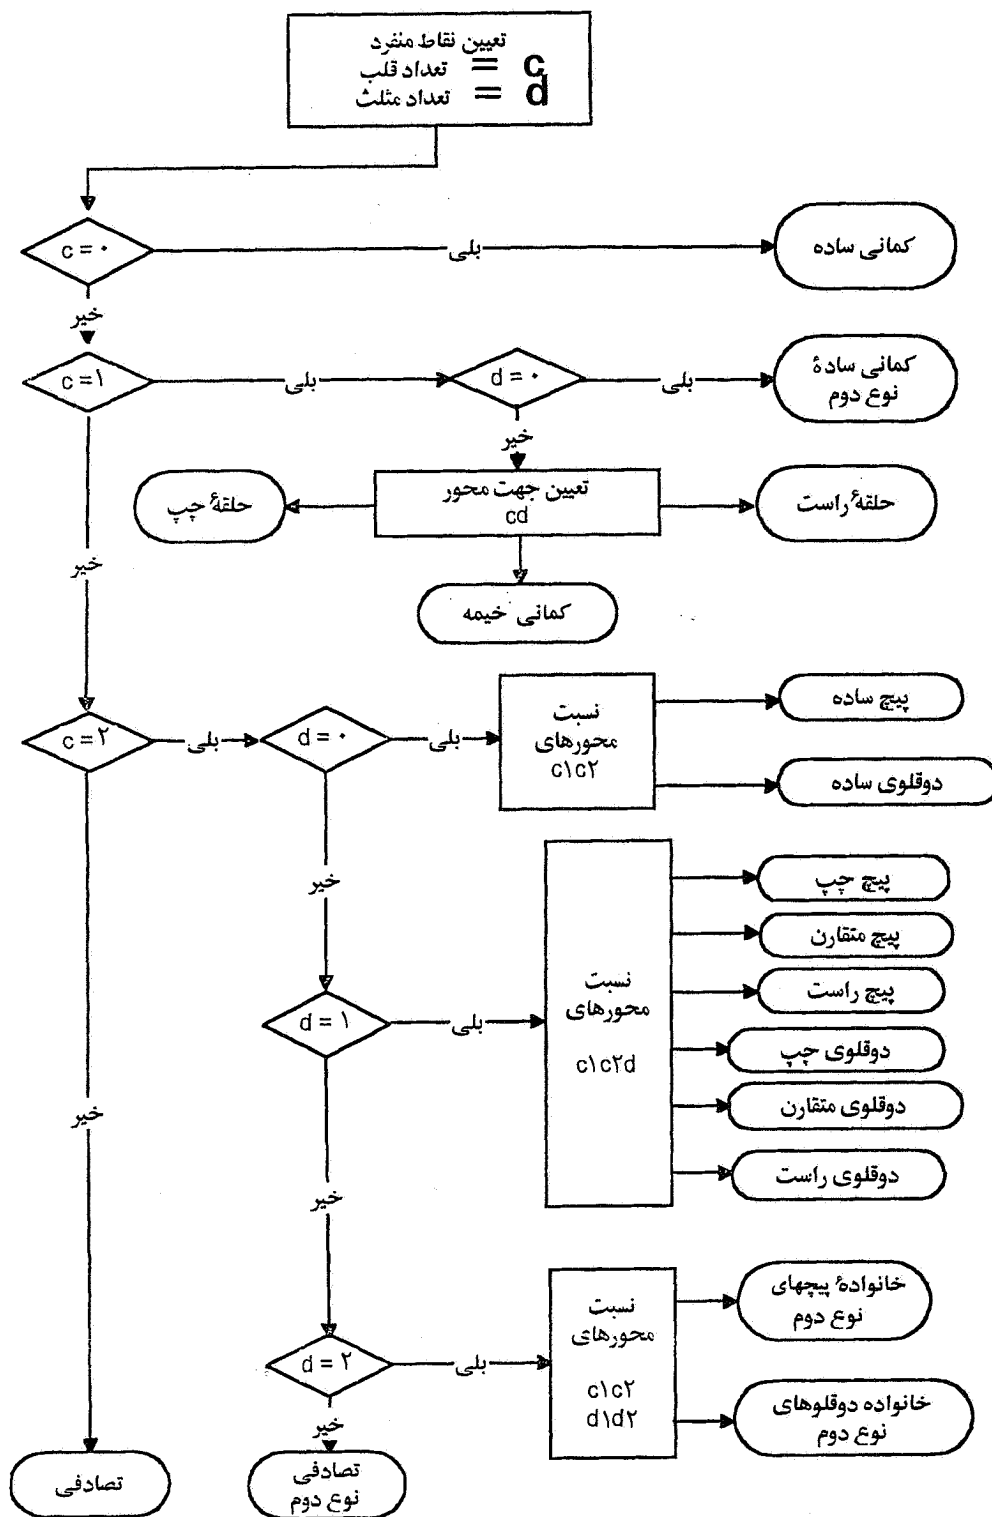 تعیین نقاط منفرد
c = تعداد قلب
d = تعداد مثلث
c = ۰
بلی
کمانی ساده
خیر
c = ۱
بلی
d = ۰
بلی
کمانی سادهٔ
نوع دوم
خیر
تعیین جهت محور
cd
حلقهٔ چپ
حلقهٔ راست
کمانی خیمه
خیر
c = ۲
بلی
d = ۰
بلی
نسبت
محورهای
c۱c۲
پیچ ساده
دوقلوی ساده
خیر
d = ۱
بلی
نسبت
محورهای
c۱c۲d
پیچ چپ
پیچ متقارن
پیچ راست
دوقلوی چپ
دوقلوی متقارن
دوقلوی راست
خیر
خیر
d = ۲
بلی
نسبت
محورهای
c۱c۲
d۱d۲
خانوادهٔ پیچهای
نوع دوم
خانواده دوقلوهای
نوع دوم
خیر
تصادفی
تصادفی
نوع دوم